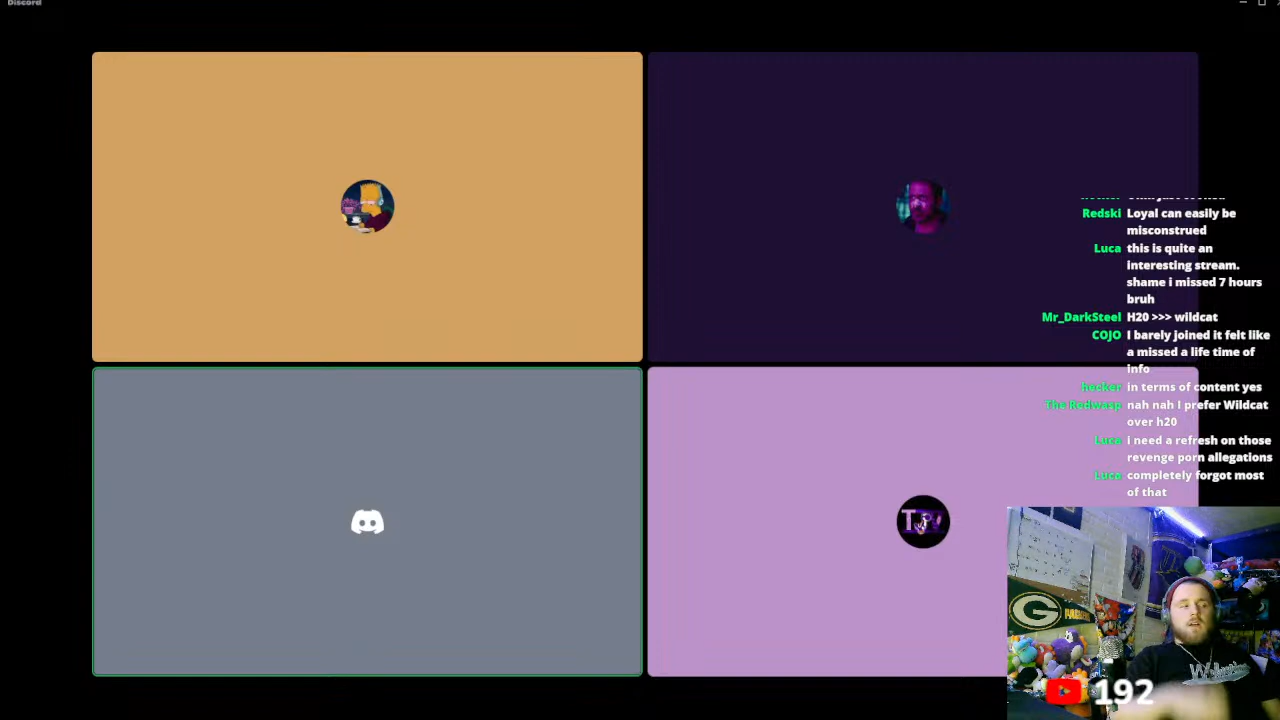 Discord
Redski Loyal can easily be
misconstrued
Luca this is quite an
interesting stream.
shame i missed 7 hours
bruh
Mr_DarkSteel H20 >>> wildcat
COJO I barely joined it felt like
a missed a life time of
info
hocker in terms of content yes
The Redwasp nah nah I prefer Wildcat
over h20
Luca i need a refresh on those
revenge porn allegations
Luca completely forgot most
of that
G PACKERS
192